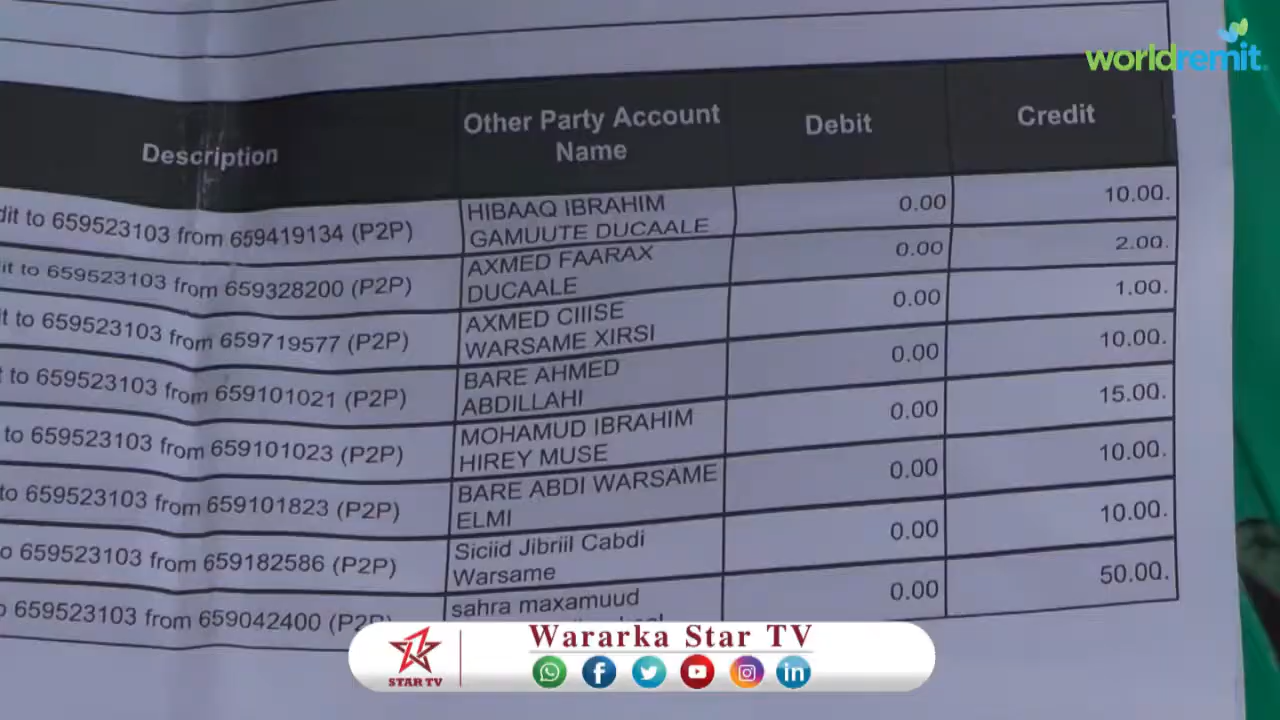 worldremit
Description
Other Party Account
Name
Debit
Credit
dit to 659523103 from 659419134 (P2P)
HIBAAQ IBRAHIM
GAMUUTE DUCAALE
0.00
10.00.
it to 659523103 from 659328200 (P2P)
AXMED FAARAX
DUCAALE
0.00
2.00.
it to 659523103 from 659719577 (P2P)
AXMED CIIISE
WARSAME XIRSI
0.00
1.00.
t to 659523103 from 659101021 (P2P)
BARE AHMED
ABDILLAHI
0.00
10.00.
to 659523103 from 659101023 (P2P)
MOHAMUD IBRAHIM
HIREY MUSE
0.00
15.00.
to 659523103 from 659101823 (P2P)
BARE ABDI WARSAME
ELMI
0.00
10.00.
o 659523103 from 659182586 (P2P)
Siciid Jibriil Cabdi
Warsame
0.00
10.00.
659523103 from 659042400 (P2P)
sahra maxamuud
0.00
50.00.
Wararka Star TV
STAR TV